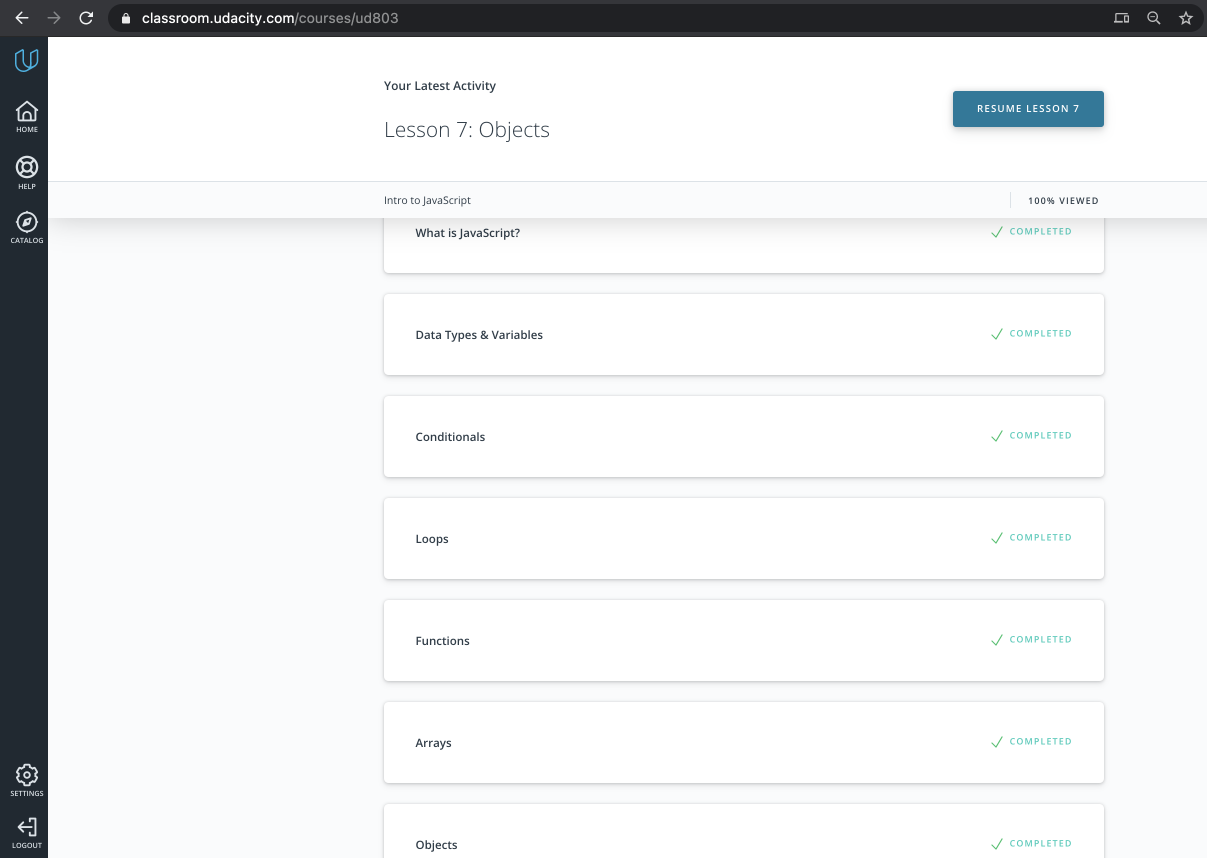 classroom.udacity.com/courses/ud803
HOME
HELP
CATALOG
SETTINGS
LOGOUT
Your Latest Activity
Lesson 7: Objects
RESUME LESSON 7
Intro to JavaScript
100% VIEWED
What is JavaScript?
COMPLETED
Data Types & Variables
COMPLETED
Conditionals
COMPLETED
Loops
COMPLETED
Functions
COMPLETED
Arrays
COMPLETED
Objects
COMPLETED